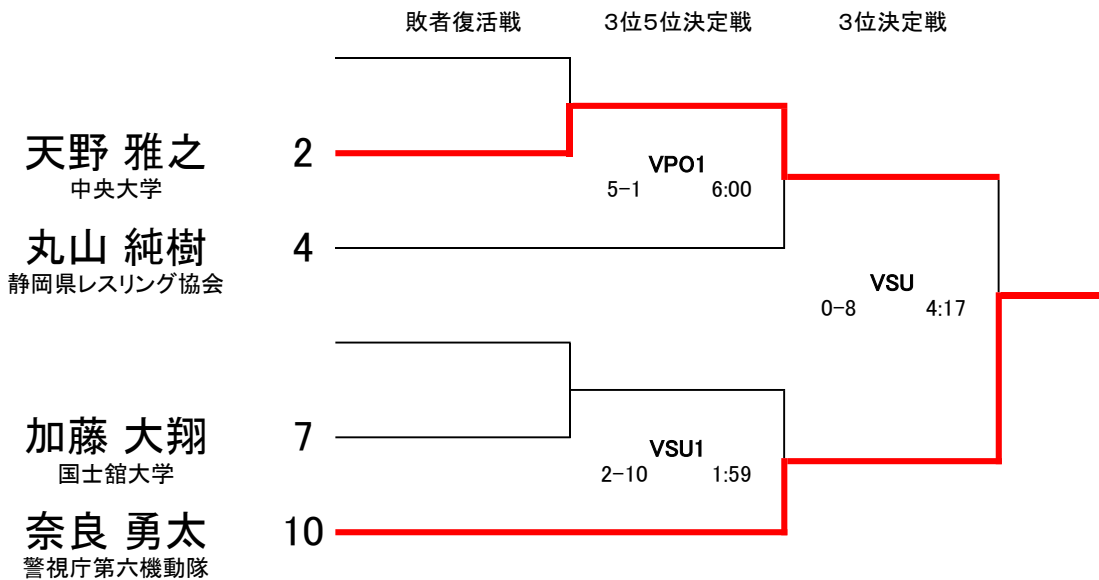 敗者復活戦 3位5位決定戦 3位決定戦
天野 雅之 2
中央大学
VPO1
5-1 6:00
丸山 純樹 4
静岡県レスリング協会
VSU
0-8 4:17
加藤 大翔 7
国士舘大学
VSU1
2-10 1:59
奈良 勇太 10
警視庁第六機動隊